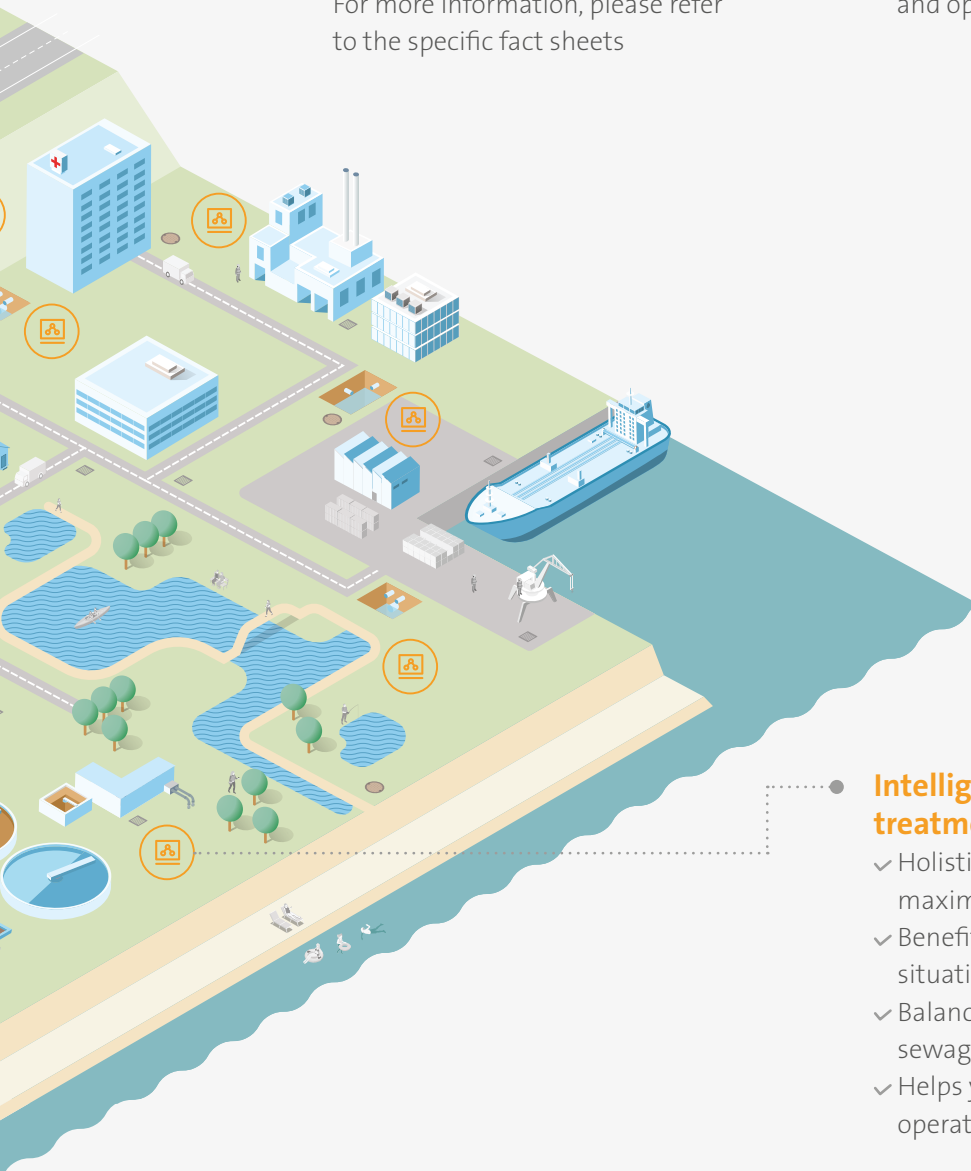 For more information, please refer
to the specific fact sheets
and op
Intellig
treatme
Holisti
maxim
Benefi
situati
Balanc
sewag
Helps
operat